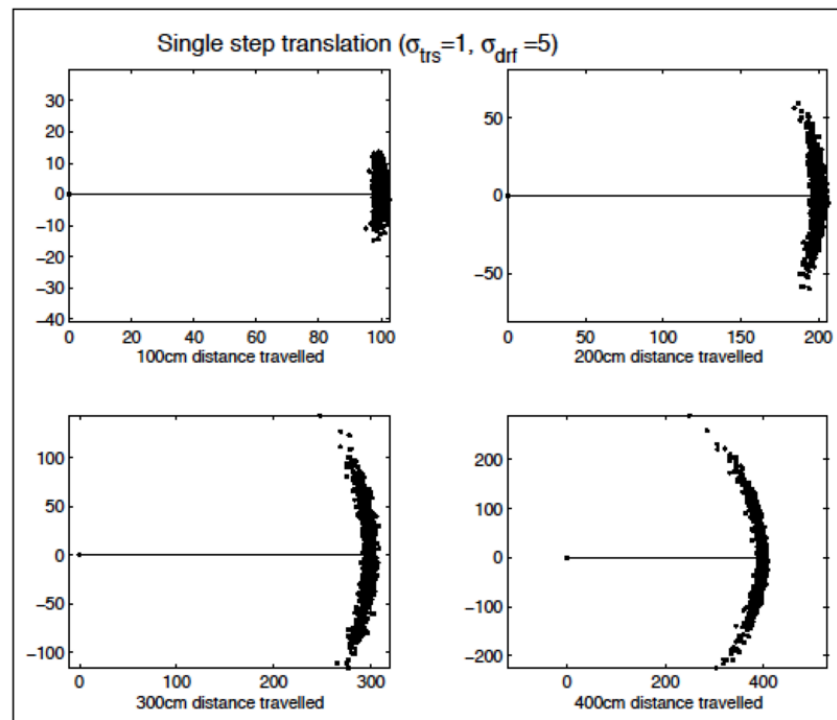 Single step translation (σtrs=1, σdrf =5)
30
20
10
0
−10
−20
−30
−40
0 20 40 60 80 100
100cm distance travelled
50
0
−50
0 50 100 150 200
200cm distance travelled
100
50
0
−50
−100
0 100 200 300
300cm distance travelled
200
100
0
−100
−200
0 200 400
400cm distance travelled